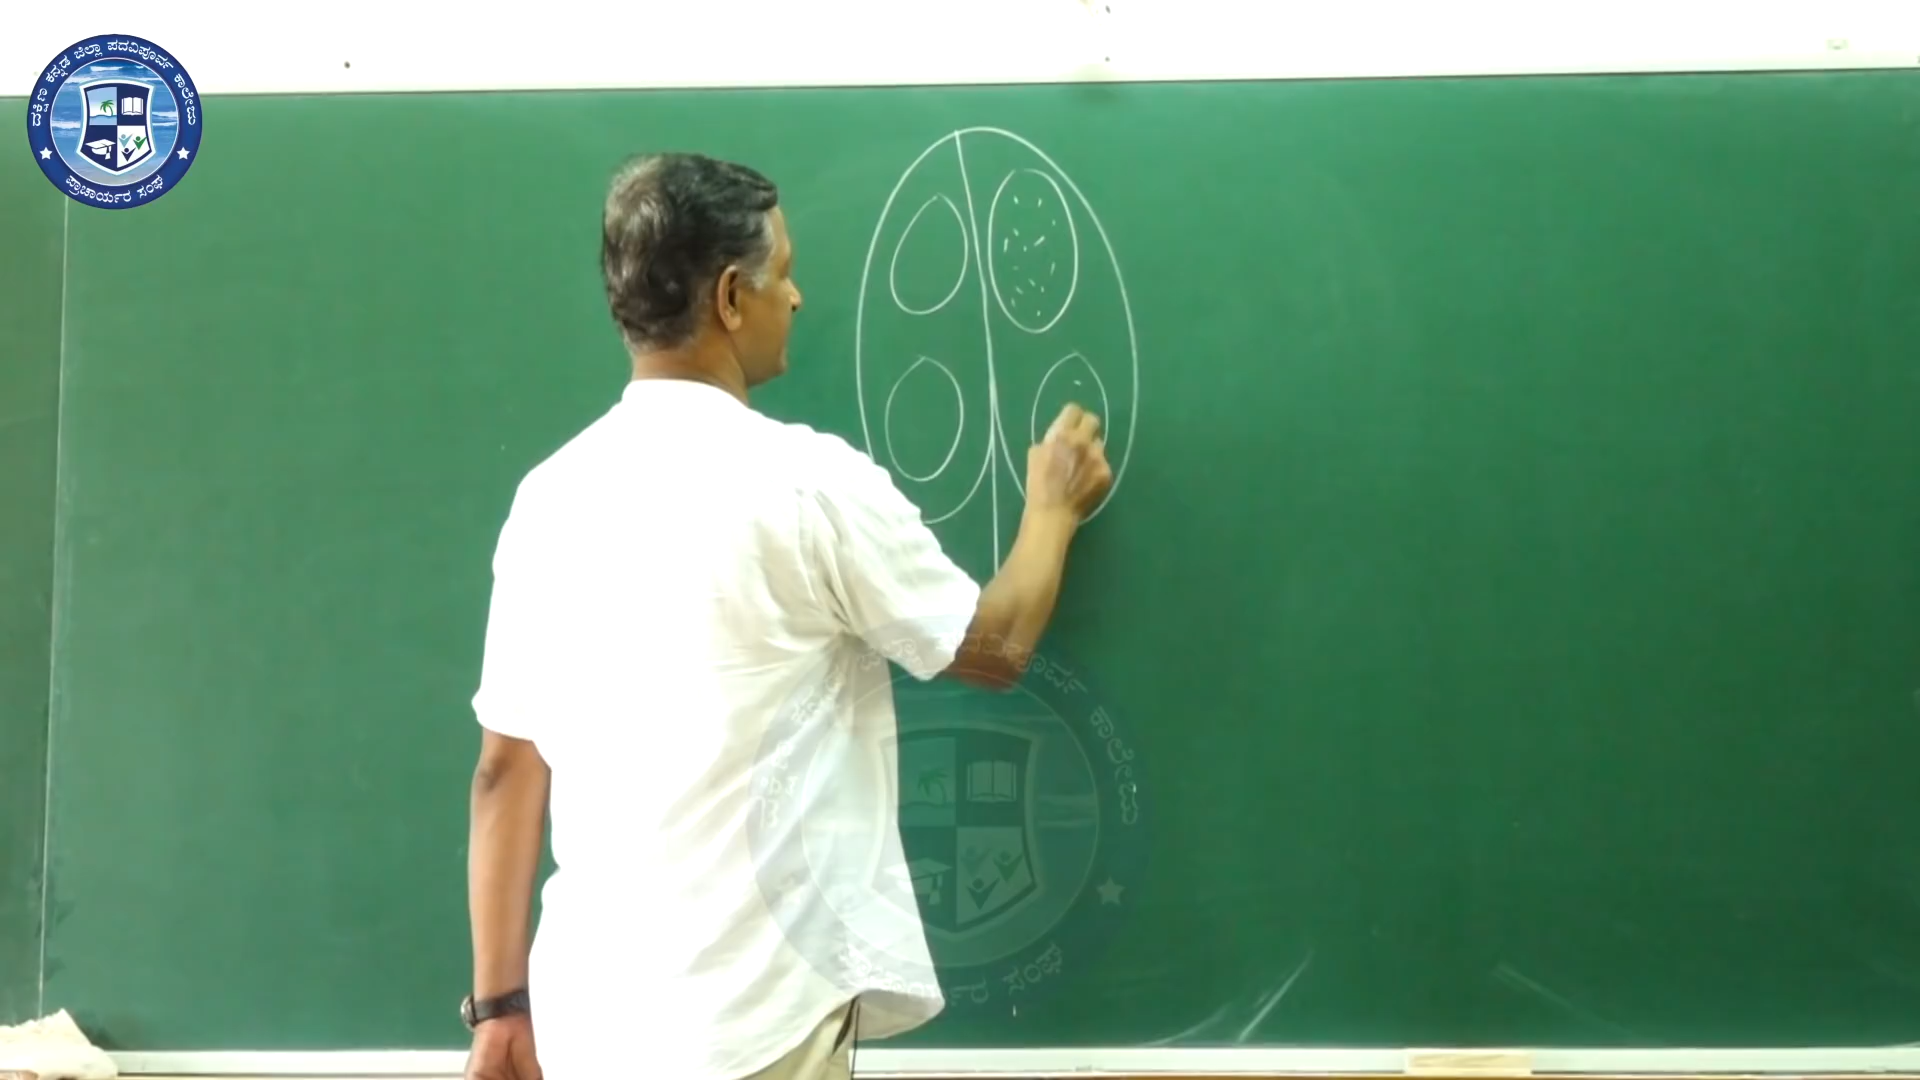 ದಕ್ಷಿಣ ಕನ್ನಡ ಜಿಲ್ಲಾ ಪದವಿಪೂರ್ವ ಕಾಲೇಜು
ಪ್ರಾಚಾರ್ಯರ ಸಂಘ